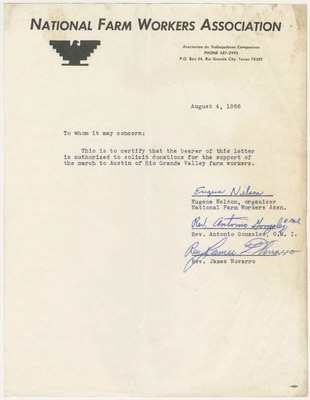 NATIONAL FARM WORKERS ASSOCIATION
Asociacion de Trabajadores Campesinos
PHONE 487-2995
P.O. Box 54, Rio Grande City, Texas 78582
August 4, 1966
To whom it may concern:
This is to certify that the bearer of this letter
is authorized to solicit donations for the support of
the march to Austin of Rio Grande Valley farm workers.
Eugene Nelson
Eugene Nelson, organizer
National Farm Workers Assn.
Rev. Antonio Gonzalez O.M.I.
Rev. Antonio Gonzales, O.M. I.
Rev. James L. Novarro
Rev. James Novarro